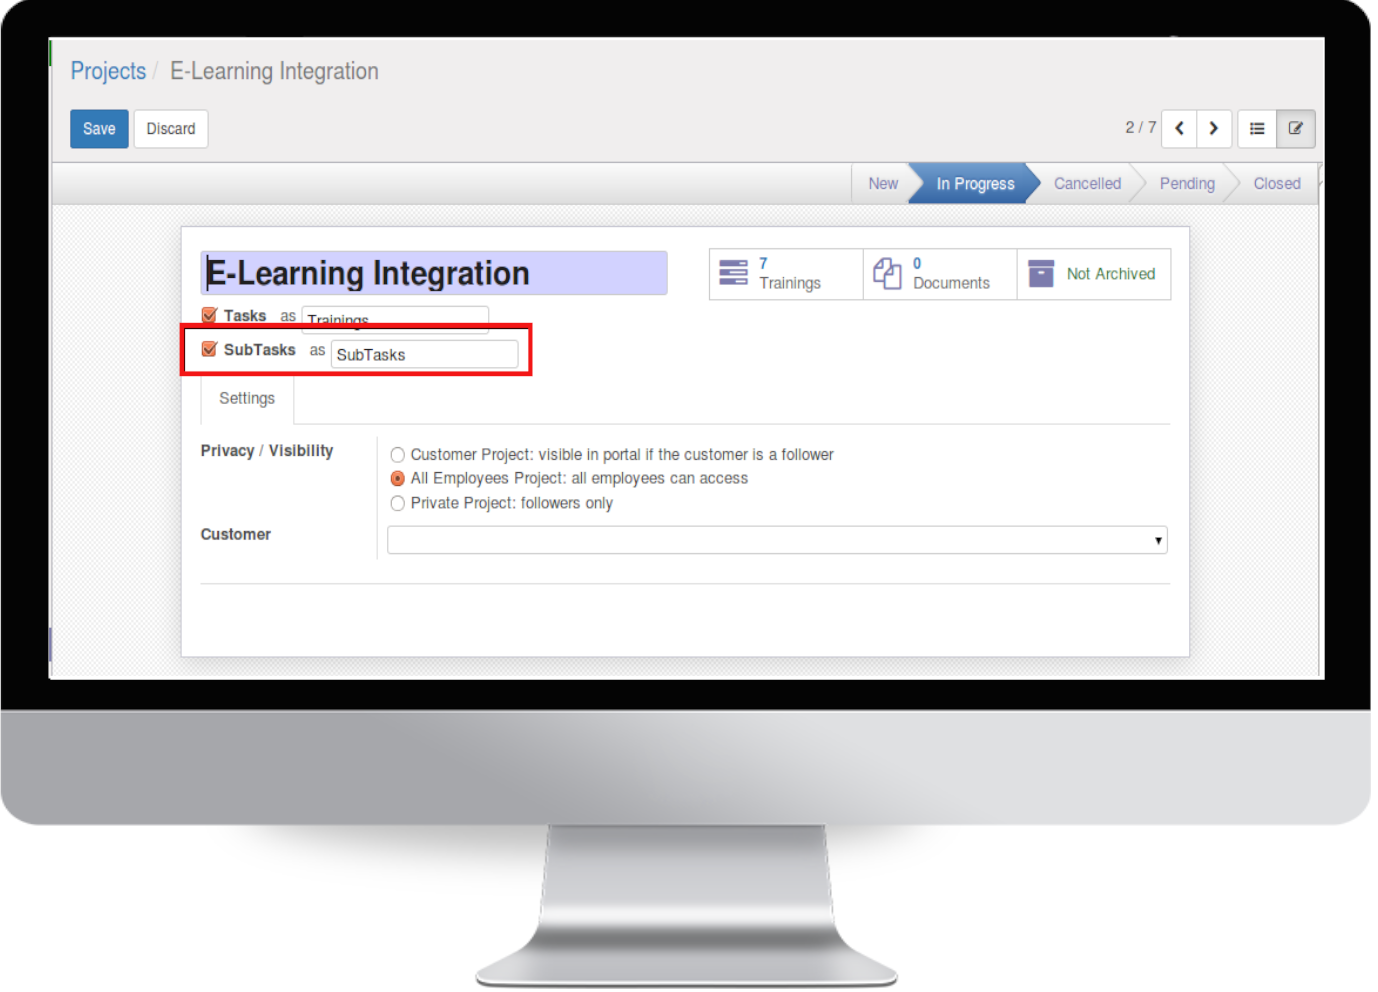 Projects / E-Learning Integration
Save Discard 2 / 7
New In Progress Cancelled Pending Closed
E-Learning Integration
7 Trainings
0 Documents
Not Archived
Tasks as Trainings
SubTasks as SubTasks
Settings
Privacy / Visibility
Customer Project: visible in portal if the customer is a follower
All Employees Project: all employees can access
Private Project: followers only
Customer